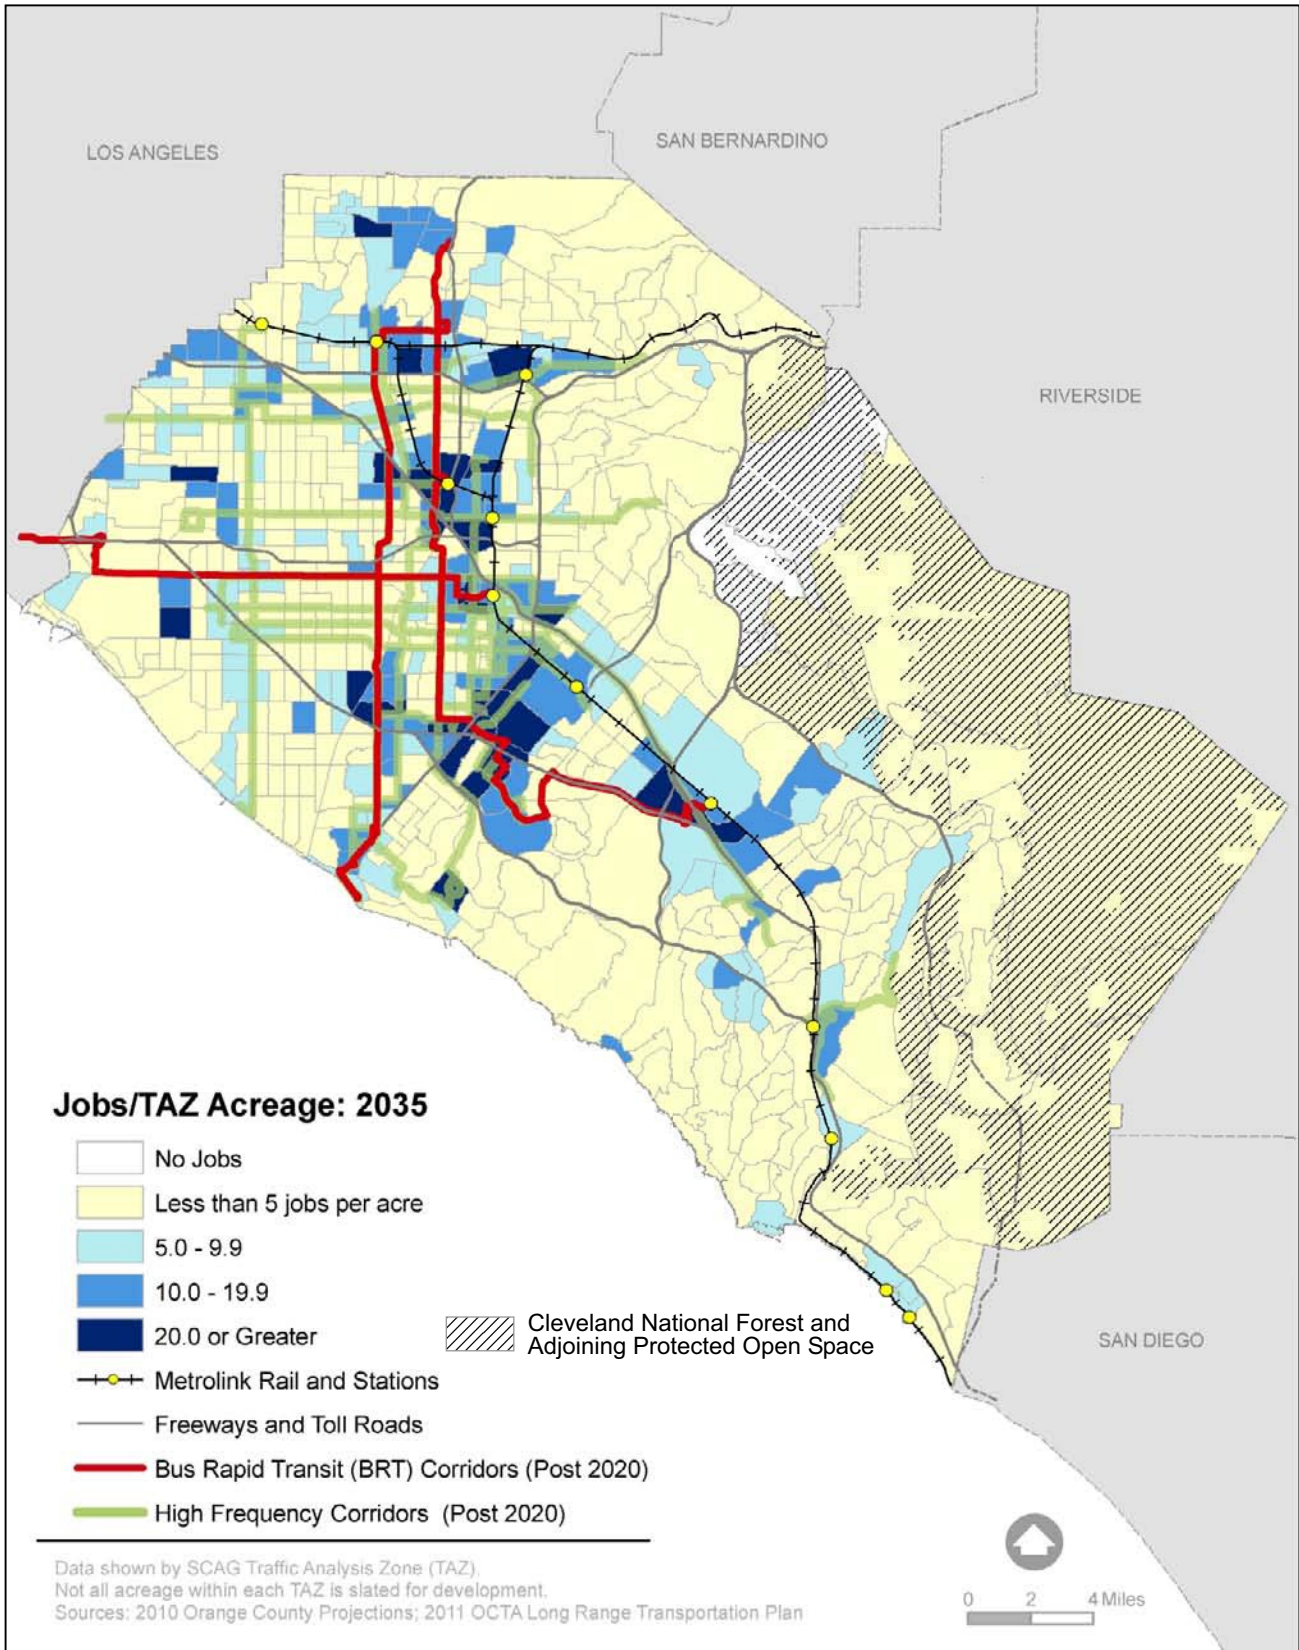 LOS ANGELES
SAN BERNARDINO
RIVERSIDE
SAN DIEGO
Jobs/TAZ Acreage: 2035
No Jobs
Less than 5 jobs per acre
5.0 - 9.9
10.0 - 19.9
20.0 or Greater
Cleveland National Forest and
Adjoining Protected Open Space
Metrolink Rail and Stations
Freeways and Toll Roads
Bus Rapid Transit (BRT) Corridors (Post 2020)
High Frequency Corridors (Post 2020)
Data shown by SCAG Traffic Analysis Zone (TAZ).
Not all acreage within each TAZ is slated for development.
Sources: 2010 Orange County Projections; 2011 OCTA Long Range Transportation Plan
0 2 4 Miles